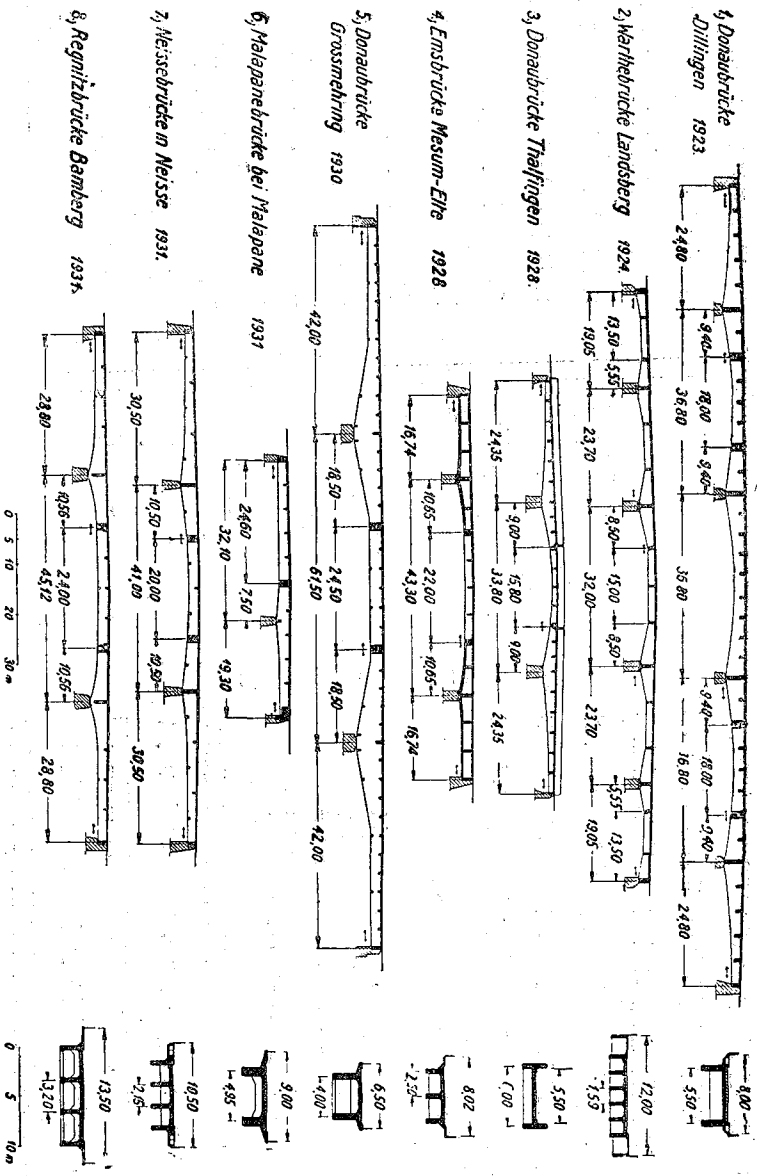 1, Donaubrücke
Dillingen 1923.
24,80 9,40 18,00 9,40
36,80 36.80 9,40 18.00 9,40
36.80 24,80
8,00
5,50
2, Warthebrücke Landsberg 1924.
13,50 5,55 8,50 15,00 8,50 5,55 13,50
19,05 23,70 32,00 23,70 19,05
12,00
1,59
3, Donaubrücke Thalfingen 1928.
9,00 15,80 9,00
24,35 33,80 24,35
5,50
4, Emsbrücke Mesum-Elte 1928
10,65 22,00 10,65
16,74 43,30 16,74
8,02
5, Donaubrücke
Grossmehring 1930
18,50 24,50 18,50
42,00 61,50 42,00
6,50
4,00
6, Malapanebrücke bei Malapane 1931
24,60 7,50
32,10 19,30
9,00
4,95
7, Neissebrücke in Neisse 1931.
10,50 20,00 10,50
30,50 41,00 30,50
10,50
2,15
8, Regnitzbrücke Bamberg 1931.
10,56 24,00 10,56
28,80 45,12 28,80
13,50
3,20
0 5 10 20 30 m
0 5 10 m